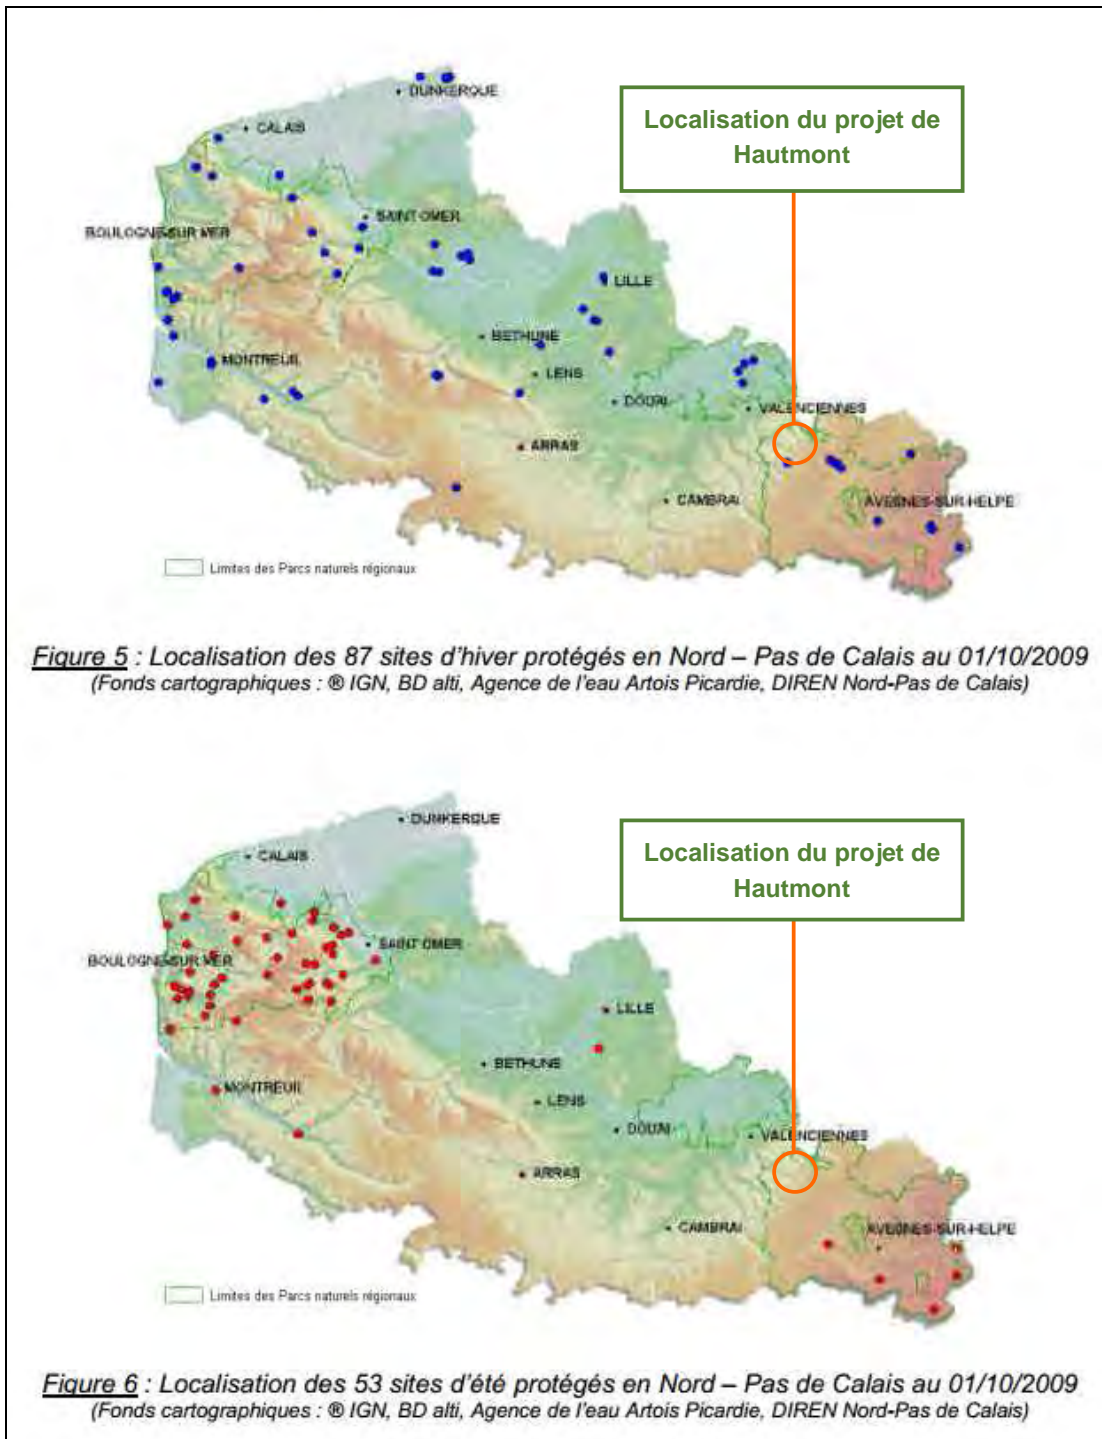 DUNKERQUE
Localisation du projet de
Hautmont
CALAIS
SAINT OMER
BOULOGNE-SUR MER
LILLE
BETHUNE
MONTREUIL
LENS
DOUAI
VALENCIENNES
ARRAS
CAMBRAI
AVESNES-SUR-HELPE
Limites des Parcs naturels régionaux
Figure 5 : Localisation des 87 sites d'hiver protégés en Nord – Pas de Calais au 01/10/2009
(Fonds cartographiques : ® IGN, BD alti, Agence de l'eau Artois Picardie, DIREN Nord-Pas de Calais)
DUNKERQUE
Localisation du projet de
Hautmont
CALAIS
SAINT OMER
BOULOGNE-SUR MER
LILLE
BETHUNE
MONTREUIL
LENS
DOUAI
VALENCIENNES
ARRAS
CAMBRAI
AVESNES-SUR-HELPE
Limites des Parcs naturels régionaux
Figure 6 : Localisation des 53 sites d'été protégés en Nord – Pas de Calais au 01/10/2009
(Fonds cartographiques : ® IGN, BD alti, Agence de l'eau Artois Picardie, DIREN Nord-Pas de Calais)